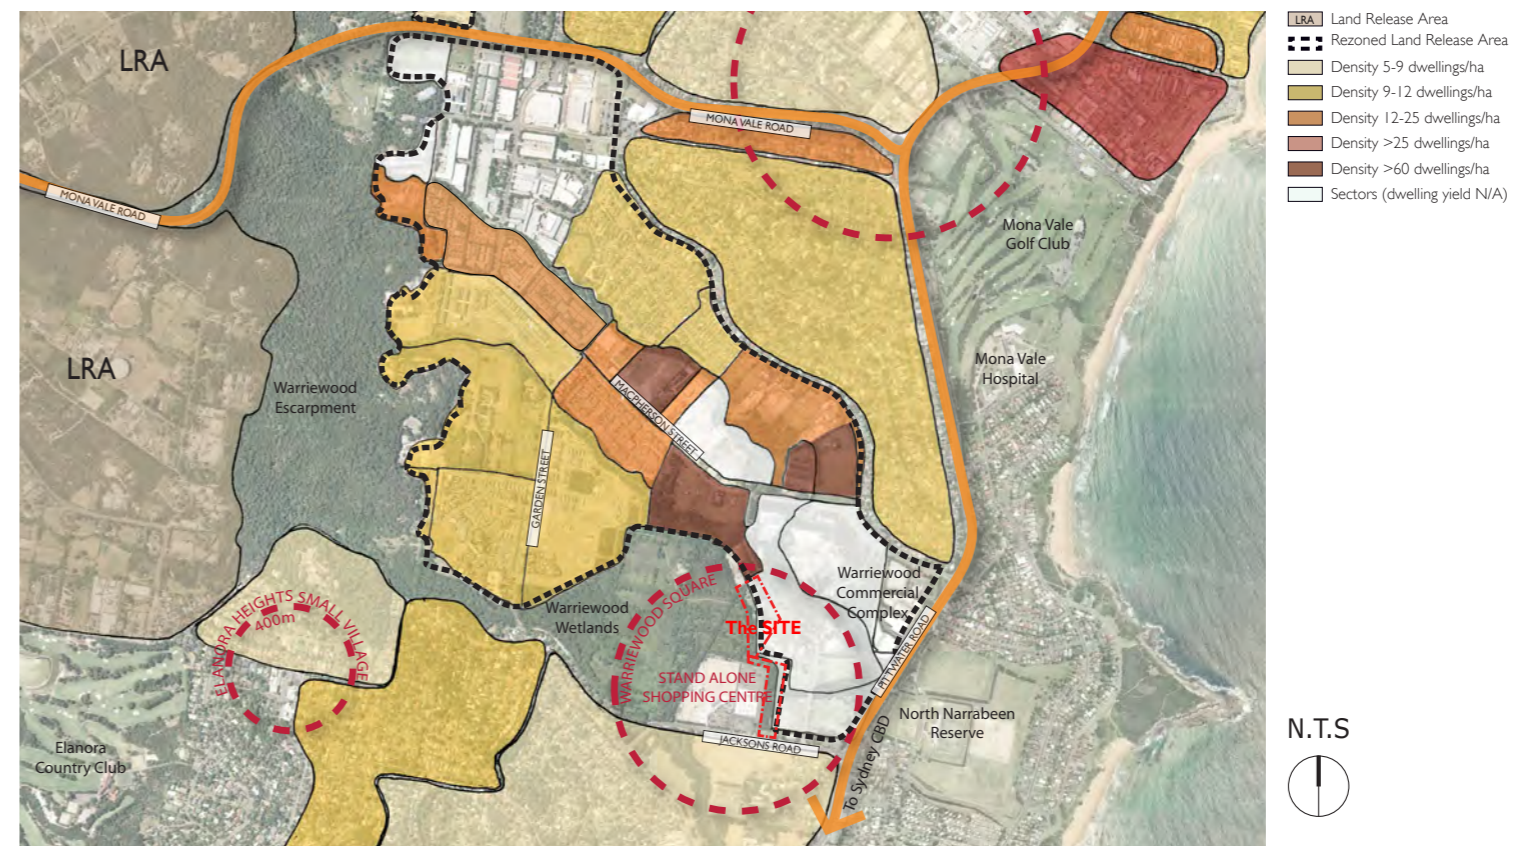 LRA
MONA VALE ROAD
MONA VALE ROAD
LRA
Mona Vale
Golf Club
Mona Vale
Hospital
Warriewood
Escarpment
MACPHERSON STREET
GARDEN STREET
Warriewood
Commercial
Complex
Warriewood
Wetlands
WARRIEWOOD SQUARE
The SITE
STAND ALONE
SHOPPING CENTRE
ELANORA HEIGHTS SMALL VILLAGE
400m
PITTWATER ROAD
North Narrabeen
Reserve
JACKSONS ROAD
To Sydney CBD
Elanora
Country Club
LRA Land Release Area
Rezoned Land Release Area
Density 5-9 dwellings/ha
Density 9-12 dwellings/ha
Density 12-25 dwellings/ha
Density >25 dwellings/ha
Density >60 dwellings/ha
Sectors (dwelling yield N/A)
N.T.S